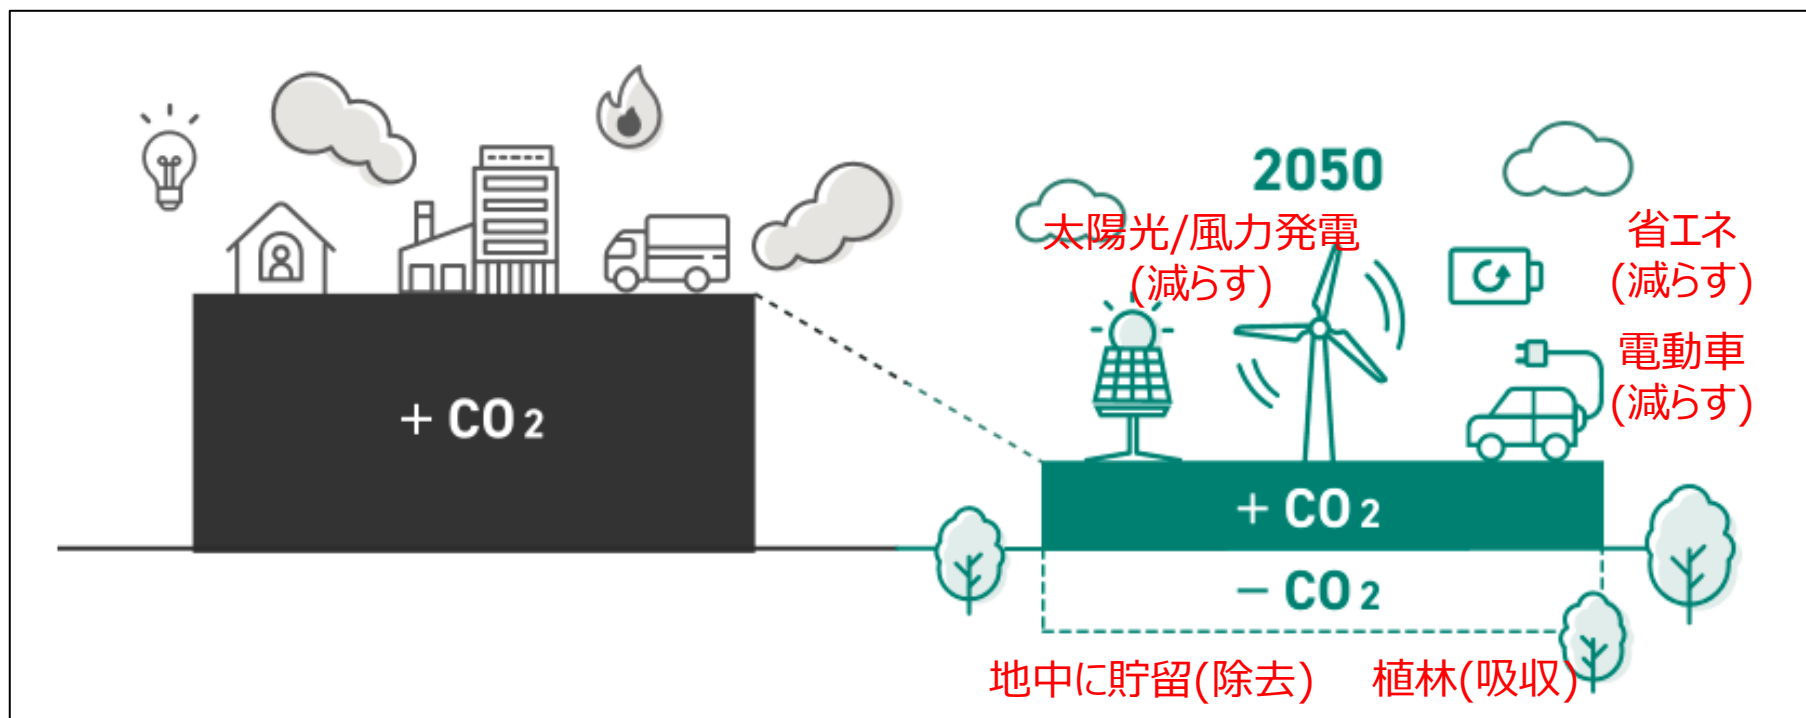 + CO2
2050
太陽光/風力発電
(減らす)
省エネ
(減らす)
電動車
(減らす)
+ CO2
− CO2
地中に貯留(除去)
植林(吸収)